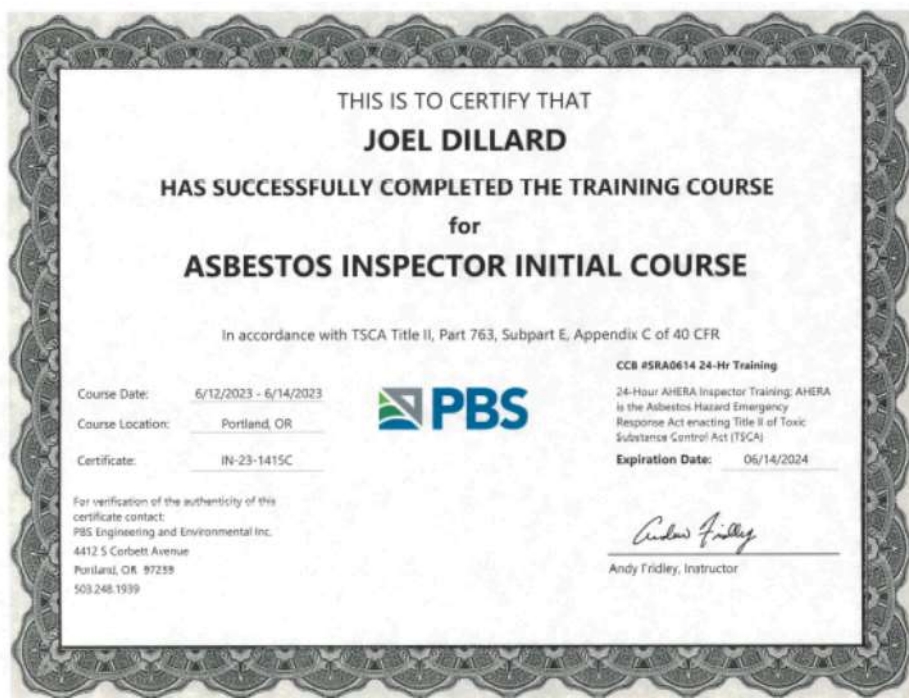 THIS IS TO CERTIFY THAT
JOEL DILLARD
HAS SUCCESSFULLY COMPLETED THE TRAINING COURSE
for
ASBESTOS INSPECTOR INITIAL COURSE
In accordance with TSCA Title II, Part 763, Subpart E, Appendix C of 40 CFR
Course Date: 6/12/2023 - 6/14/2023
Course Location: Portland, OR
Certificate: IN-23-1415C
For verification of the authenticity of this
certificate contact:
PBS Engineering and Environmental Inc.
4412 S Corbett Avenue
Portland, OR 97239
503.248.1939
PBS
CCB #SRA0614 24-Hr Training
24-Hour AHERA Inspector Training; AHERA
is the Asbestos Hazard Emergency
Response Act enacting Title II of Toxic
Substance Control Act (TSCA)
Expiration Date: 06/14/2024
Andrew Fridley
Andy Fridley, Instructor